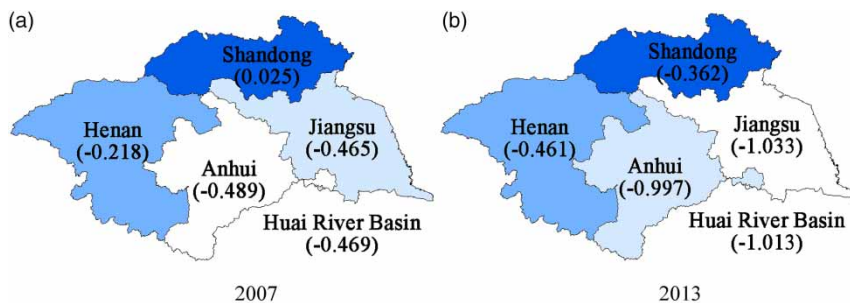 (a)
Shandong
(0.025)
Henan
(-0.218)
Jiangsu
(-0.465)
Anhui
(-0.489)
Huai River Basin
(-0.469)
2007
(b)
Shandong
(-0.362)
Henan
(-0.461)
Jiangsu
(-1.033)
Anhui
(-0.997)
Huai River Basin
(-1.013)
2013